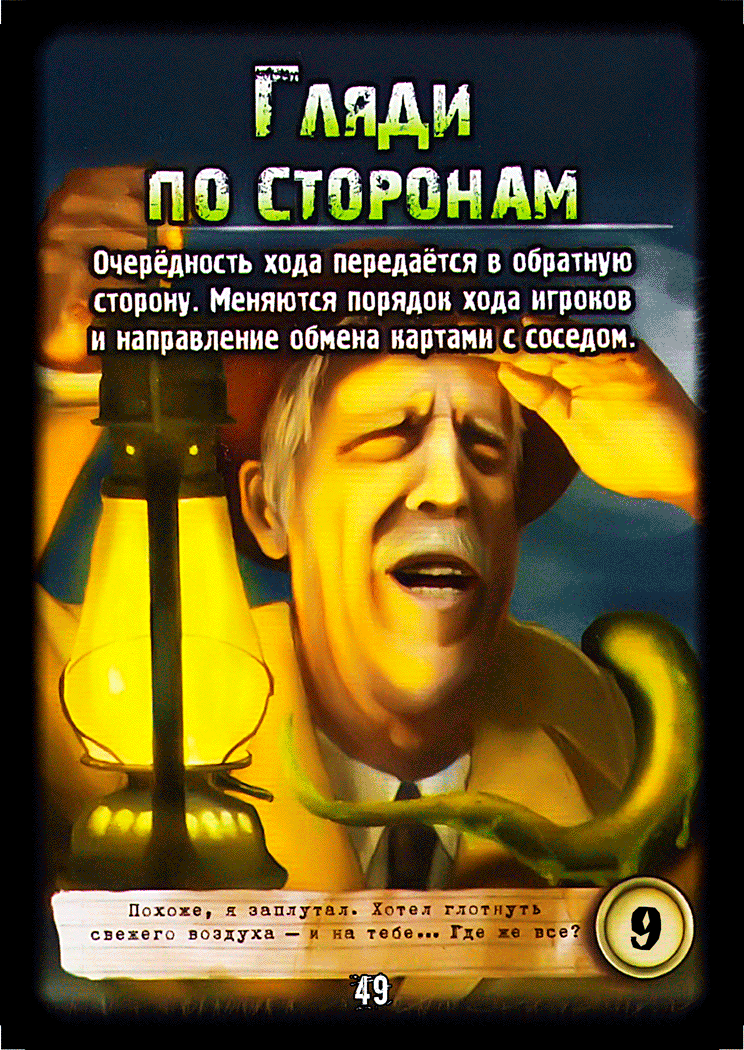 Гляди
по сторонам
Очерёдность хода передаётся в обратную
сторону. Меняются порядок хода игроков
и направление обмена картами с соседом.
Похоже, я заплутал. Хотел глотнуть
свежего воздуха — и на тебе... Где же все?
9
49